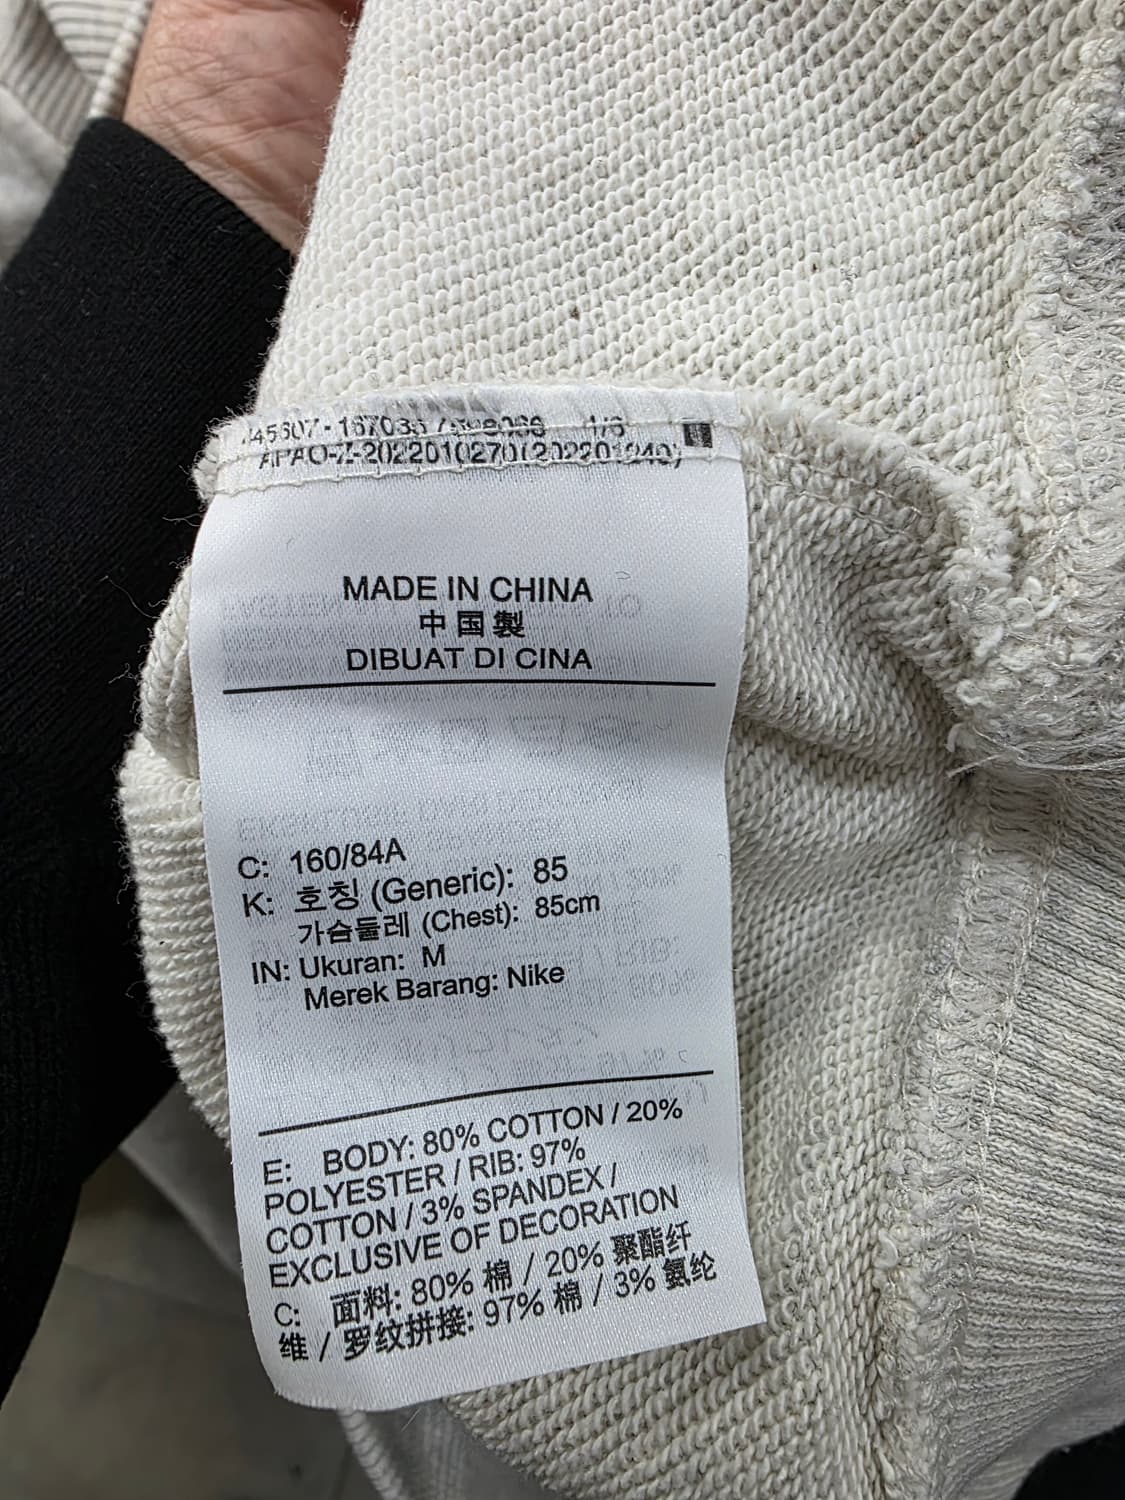 1/6
MADE IN CHINA
中国製
DIBUAT DI CINA
C: 160/84A
K: 호칭 (Generic): 85
가슴둘레 (Chest): 85cm
IN: Ukuran: M
Merek Barang: Nike
E: BODY: 80% COTTON / 20%
POLYESTER / RIB: 97%
COTTON / 3% SPANDEX /
EXCLUSIVE OF DECORATION
C: 面料: 80% 棉 / 20% 聚酯纤
维 / 罗纹拼接: 97% 棉 / 3% 氨纶